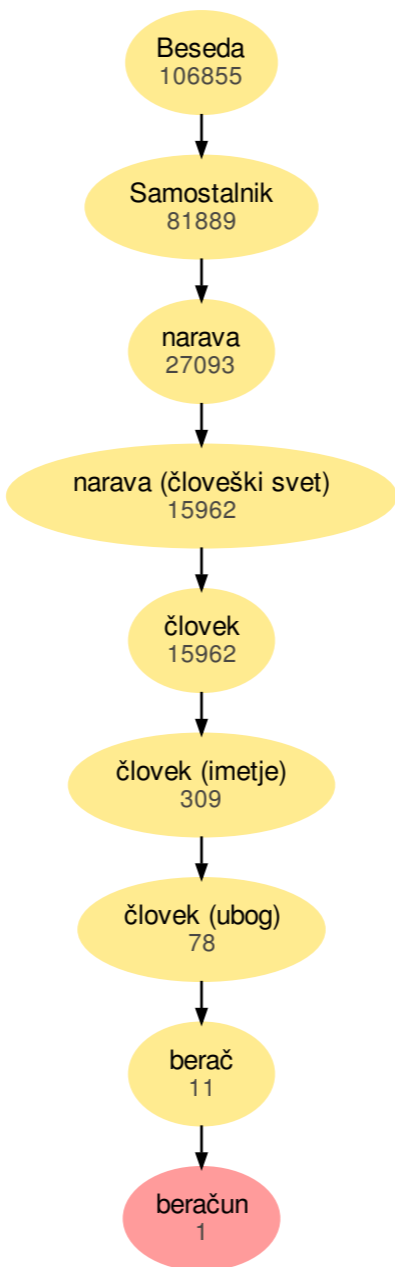 Beseda
106855
Samostalnik
81889
narava
27093
narava (človeški svet)
15962
človek
15962
človek (imetje)
309
človek (ubog)
78
berač
11
beračun
1